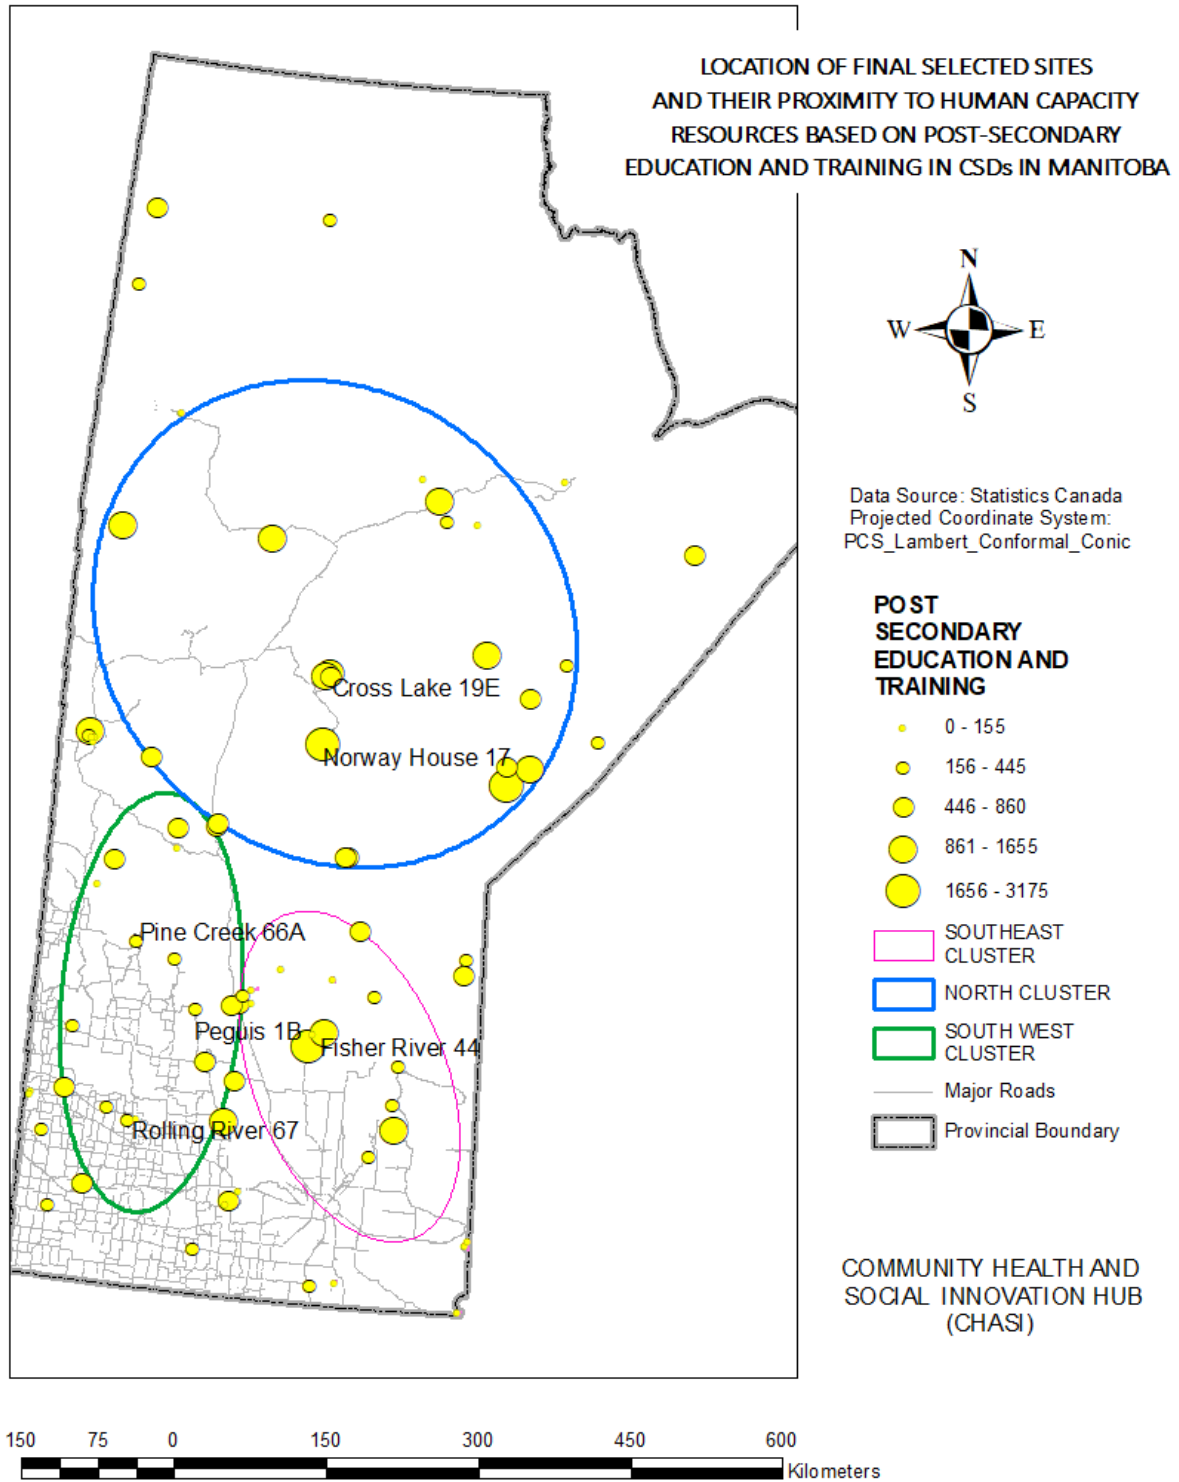 LOCATION OF FINAL SELECTED SITES
AND THEIR PROXIMITY TO HUMAN CAPACITY
RESOURCES BASED ON POST-SECONDARY
EDUCATION AND TRAINING IN CSDs IN MANITOBA
N
W
E
S
Data Source: Statistics Canada
Projected Coordinate System:
PCS_Lambert_Conformal_Conic
POST
SECONDARY
EDUCATION AND
TRAINING
0 - 155
156 - 445
446 - 860
861 - 1655
1656 - 3175
SOUTHEAST
CLUSTER
NORTH CLUSTER
SOUTH WEST
CLUSTER
Major Roads
Provincial Boundary
Cross Lake 19E
Norway House 17
Pine Creek 66A
Peguis 1B
Fisher River 44
Rolling River 67
COMMUNITY HEALTH AND
SOCIAL INNOVATION HUB
(CHASI)
150 75 0 150 300 450 600
Kilometers